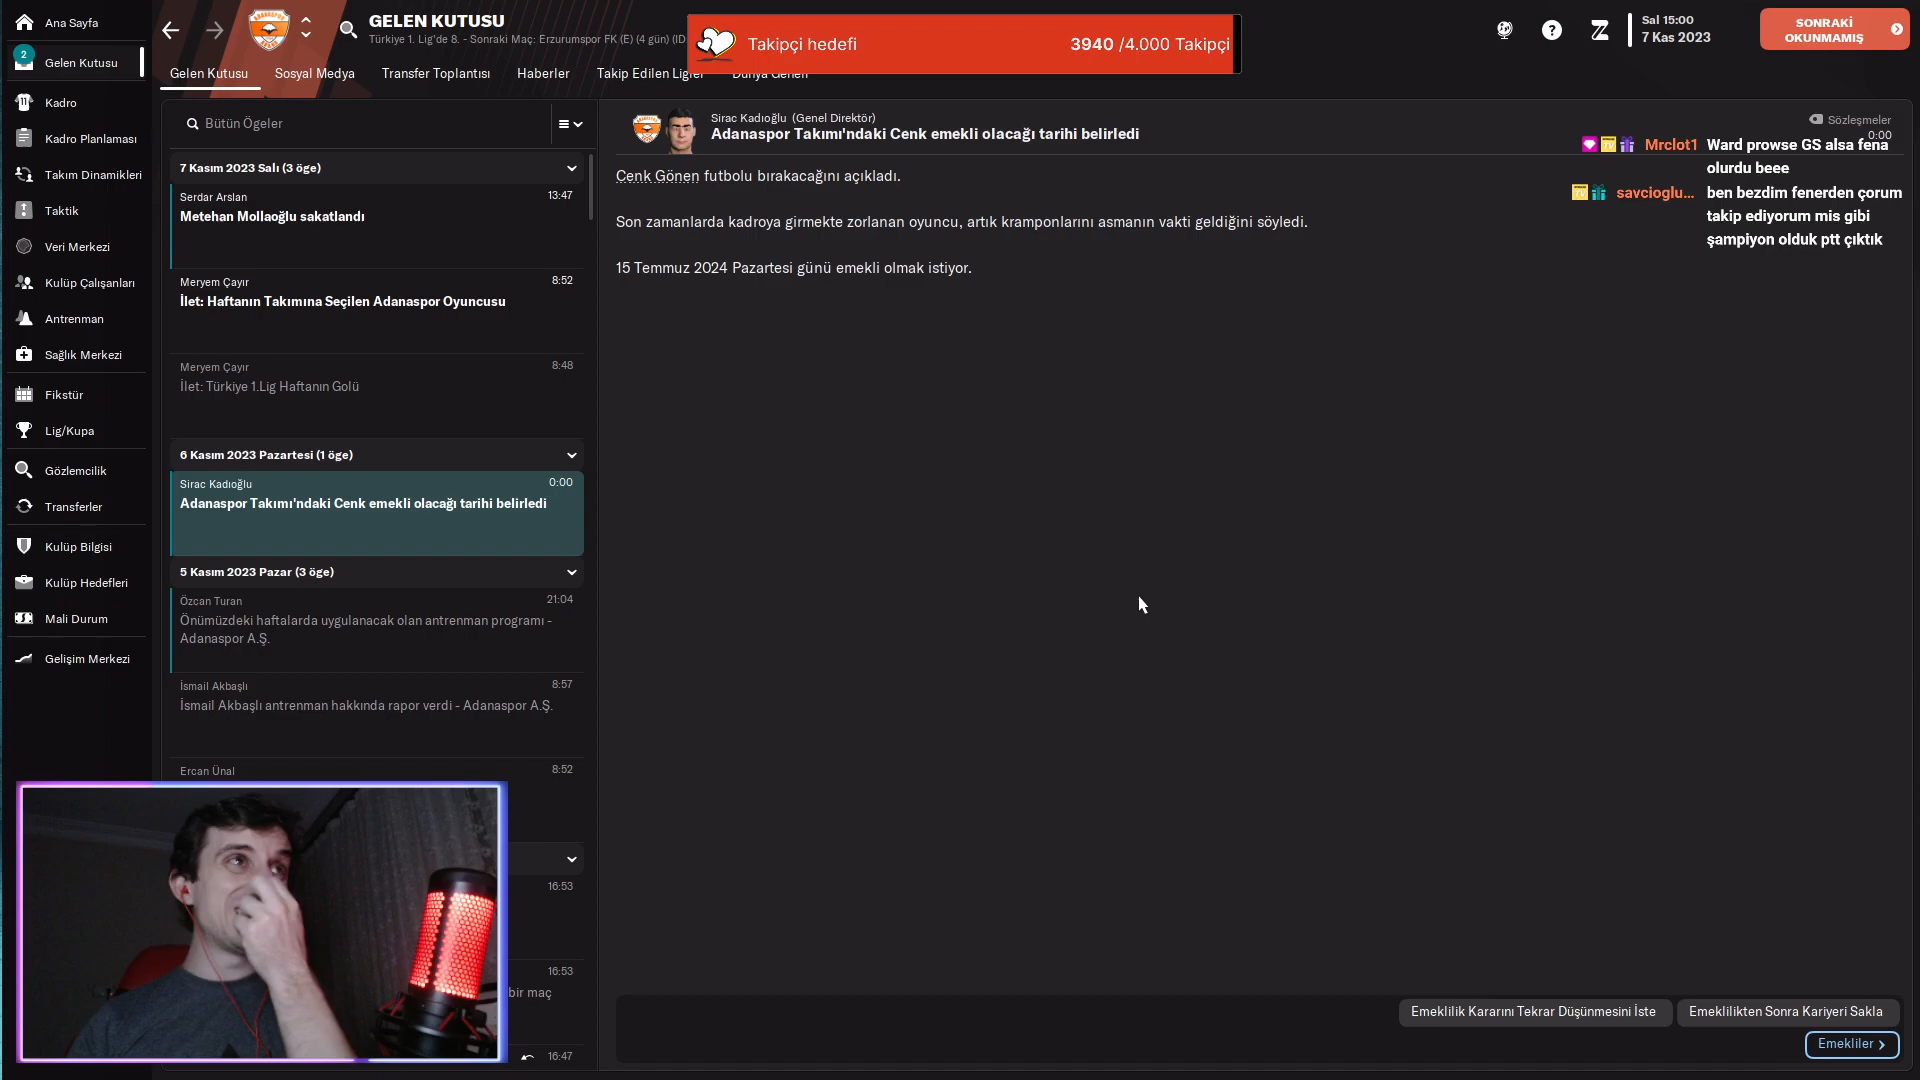 Ana Sayfa
2
Gelen Kutusu
Kadro
Kadro Planlaması
Takım Dinamikleri
Taktik
Veri Merkezi
Kulüp Çalışanları
Antrenman
Sağlık Merkezi
Fikstür
Lig/Kupa
Gözlemcilik
Transferler
Kulüp Bilgisi
Kulüp Hedefleri
Mali Durum
Gelişim Merkezi
GELEN KUTUSU
Türkiye 1. Lig'de 8. - Sonraki Maç: Erzurumspor FK (E) (4 gün) (ID
Takipçi hedefi
3940 /4.000 Takipçi
Sal 15:00
7 Kas 2023
SONRAKİ
OKUNMAMIŞ
Gelen Kutusu
Sosyal Medya
Transfer Toplantısı
Haberler
Takip Edilen Ligler
Dünya Geneli
Bütün Ögeler
7 Kasım 2023 Salı (3 öge)
Serdar Arslan
13:47
Metehan Mollaoğlu sakatlandı
Meryem Çayır
8:52
İlet: Haftanın Takımına Seçilen Adanaspor Oyuncusu
Meryem Çayır
8:48
İlet: Türkiye 1.Lig Haftanın Golü
6 Kasım 2023 Pazartesi (1 öge)
Sirac Kadıoğlu
0:00
Adanaspor Takımı'ndaki Cenk emekli olacağı tarihi belirledi
5 Kasım 2023 Pazar (3 öge)
Özcan Turan
21:04
Önümüzdeki haftalarda uygulanacak olan antrenman programı -
Adanaspor A.Ş.
İsmail Akbaşlı
8:57
İsmail Akbaşlı antrenman hakkında rapor verdi - Adanaspor A.Ş.
Ercan Ünal
8:52
16:53
16:53
bir maç
16:47
Sirac Kadıoğlu (Genel Direktör)
Adanaspor Takımı'ndaki Cenk emekli olacağı tarihi belirledi
Sözleşmeler
0:00
Cenk Gönen futbolu bırakacağını açıkladı.
Son zamanlarda kadroya girmekte zorlanan oyuncu, artık kramponlarını asmanın vakti geldiğini söyledi.
15 Temmuz 2024 Pazartesi günü emekli olmak istiyor.
Mrclot1 Ward prowse GS alsa fena
olurdu beee
savcioglu... ben bezdim fenerden çorum
takip ediyorum mis gibi
şampiyon olduk ptt çıktık
Emeklilik Kararını Tekrar Düşünmesini İste
Emeklilikten Sonra Kariyeri Sakla
Emekliler